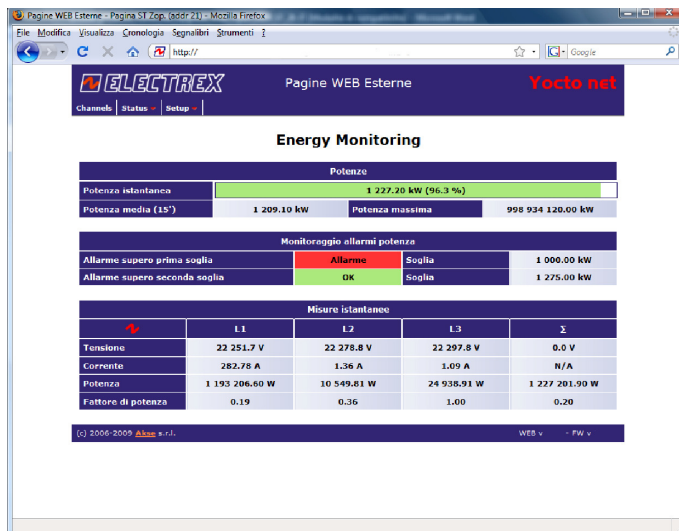 Pagine WEB Esterne - Pagina ST Zop. (addr 21) - Mozilla Firefox
File Modifica Visualizza Cronologia Segnalibri Strumenti ?
http://
Google
ELECTREX Pagine WEB Esterne Yocto net
Channels Status Setup
Energy Monitoring
Potenze
Potenza istantanea 1 227.20 kW (96.3 %)
Potenza media (15') 1 209.10 kW Potenza massima 998 934 120.00 kW
Monitoraggio allarmi potenza
Allarme supero prima soglia Allarme Soglia 1 000.00 kW
Allarme supero seconda soglia OK Soglia 1 275.00 kW
Misure istantanee
L1 L2 L3 Σ
Tensione 22 251.7 V 22 278.8 V 22 297.8 V 0.0 V
Corrente 282.78 A 1.36 A 1.09 A N/A
Potenza 1 193 206.60 W 10 549.81 W 24 938.91 W 1 227 201.90 W
Fattore di potenza 0.19 0.36 1.00 0.20
(c) 2006-2009 Akse s.r.l. WEB v - FW v